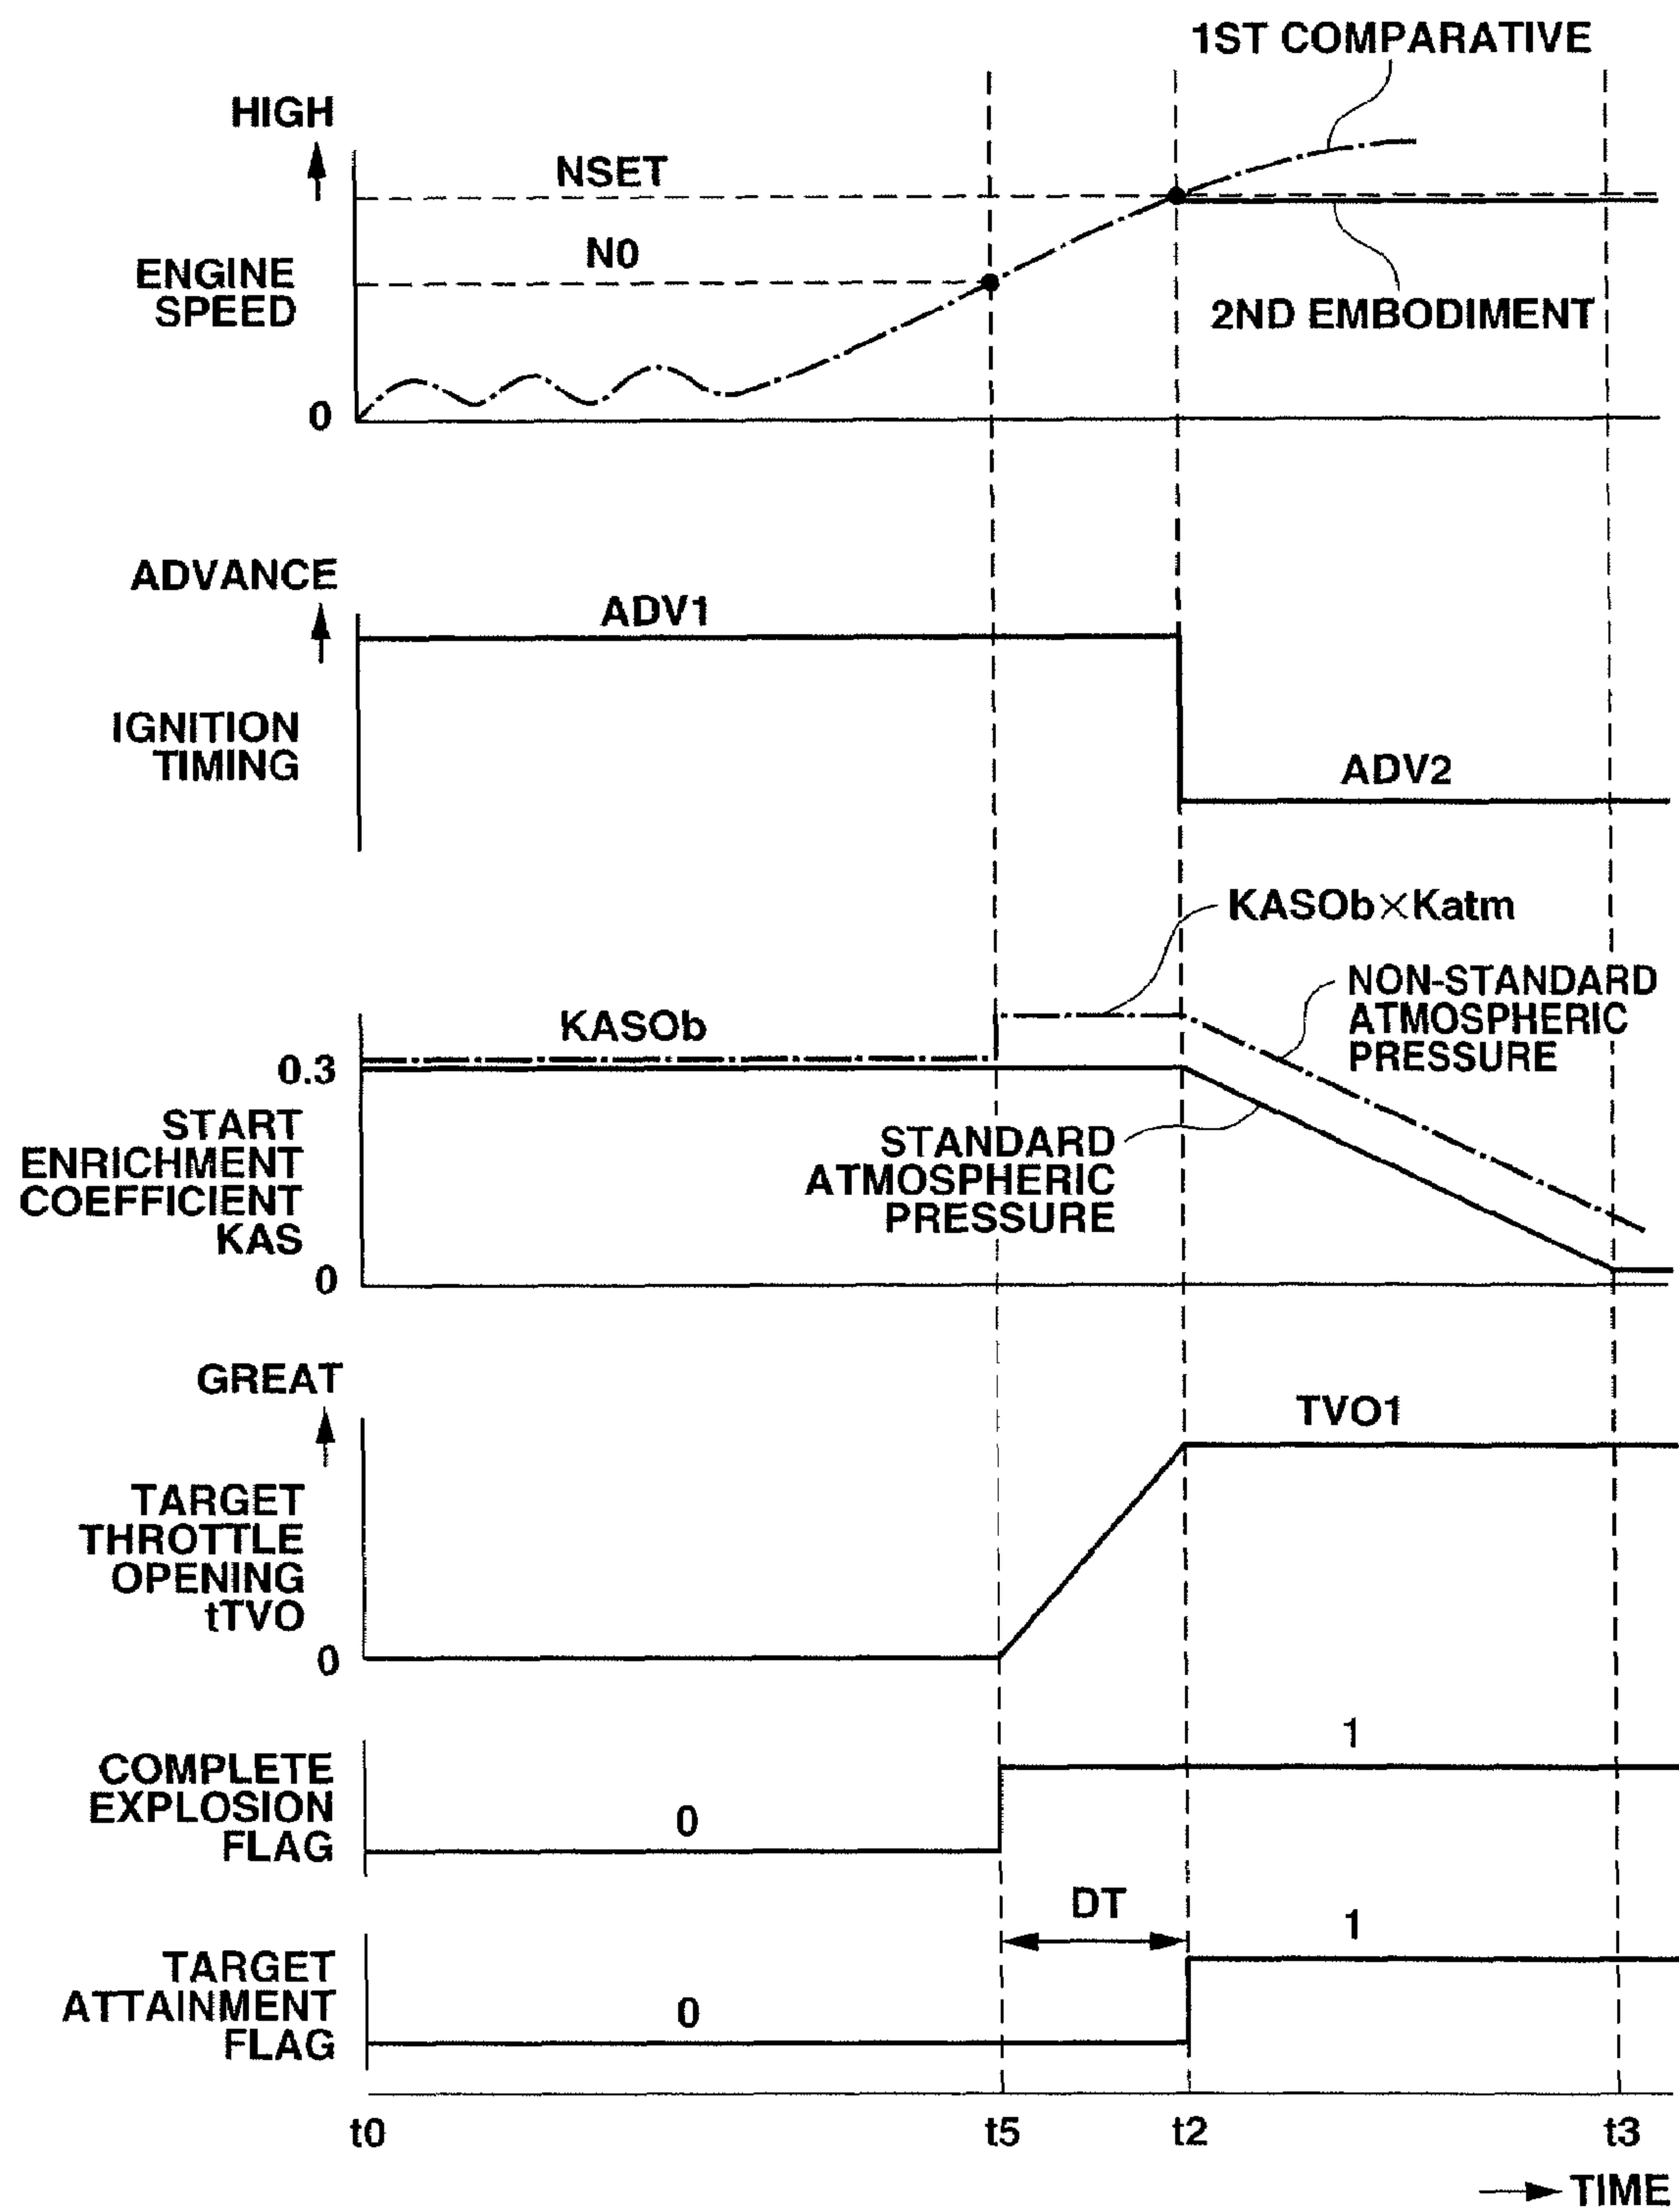 1ST COMPARATIVE
HIGH
NSET
N0
ENGINE
SPEED
2ND EMBODIMENT
0
ADVANCE
ADV1
IGNITION
TIMING
ADV2
KASOb×Katm
NON-STANDARD
ATMOSPHERIC
PRESSURE
KASOb
0.3
START
ENRICHMENT
COEFFICIENT
KAS
STANDARD
ATMOSPHERIC
PRESSURE
0
GREAT
TVO1
TARGET
THROTTLE
OPENING
tTVO
0
COMPLETE
EXPLOSION
FLAG
0
1
DT
TARGET
ATTAINMENT
FLAG
0
1
t0 t5 t2 t3
TIME